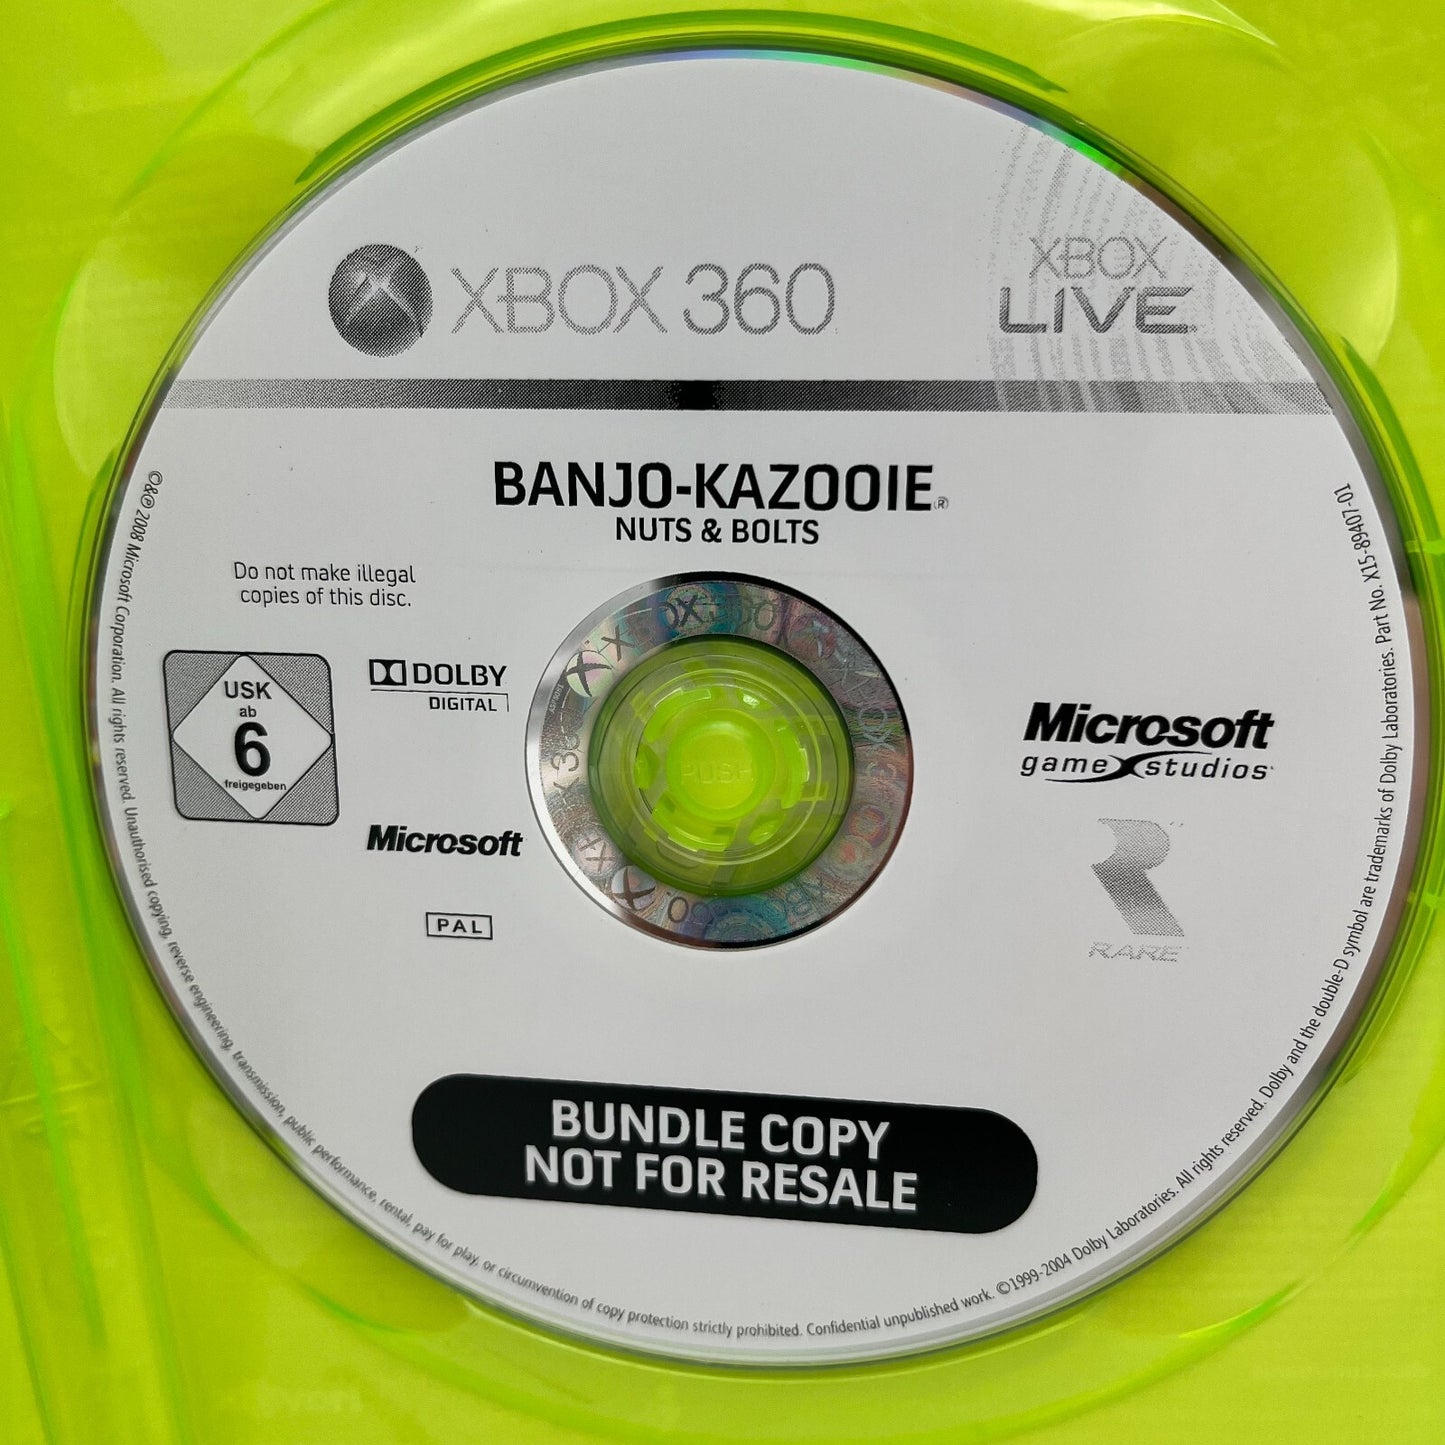 XBOX 360
XBOX
LIVE
BANJO-KAZOOIE®
NUTS & BOLTS
Do not make illegal
copies of this disc.
USK
ab
6
freigegeben
DOLBY
DIGITAL
Microsoft
PAL
Microsoft
game studios
RARE
PUSH
BUNDLE COPY
NOT FOR RESALE
©&℗ 2008 Microsoft Corporation. All rights reserved. Unauthorised copying, reverse engineering, transmission, public performance, rental, pay for play, or circumvention of copy protection strictly prohibited. Confidential unpublished work. ©1999-2004 Dolby Laboratories. All rights reserved. Dolby and the double-D symbol are trademarks of Dolby Laboratories. Part No. X15-89407-01